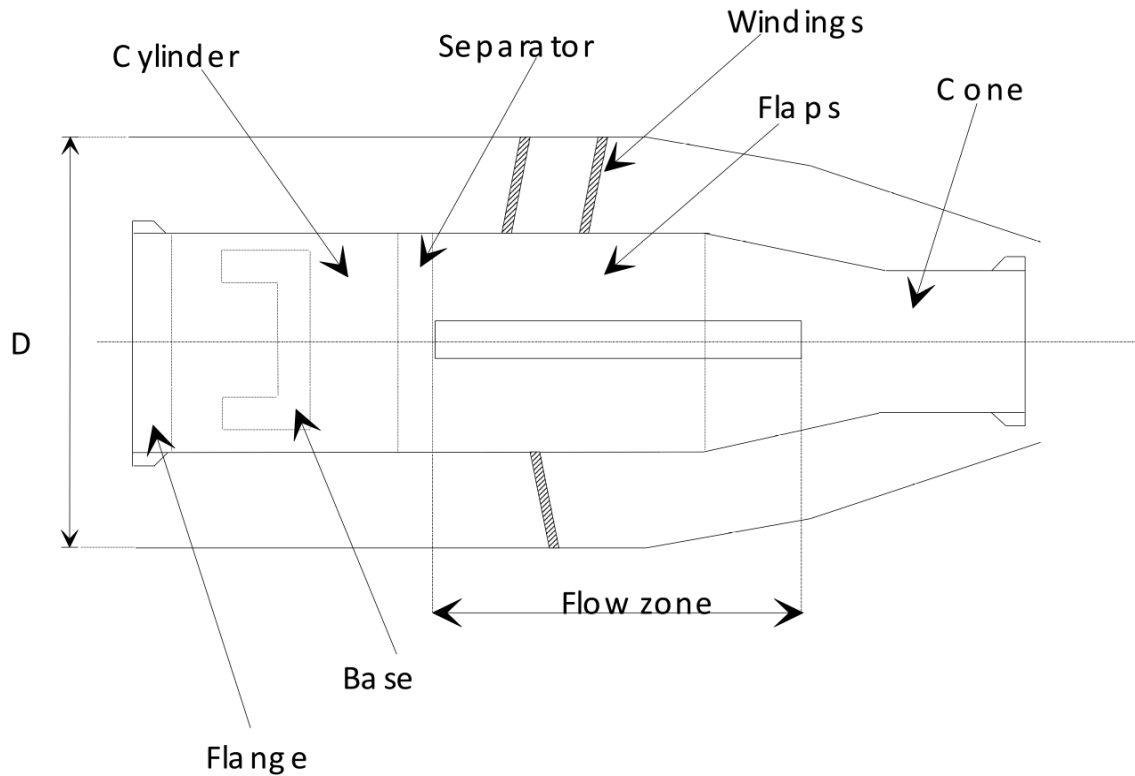 Windings
Separator
Cylinder
Cone
Flaps
D
Flow zone
Base
Flange